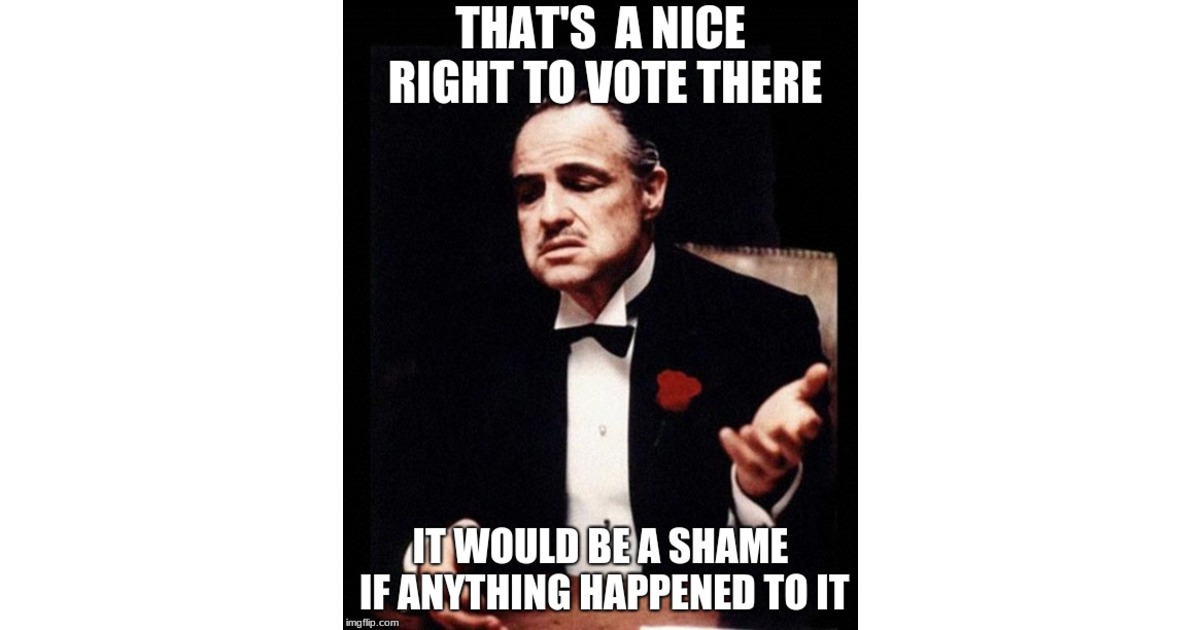 THAT'S A NICE
RIGHT TO VOTE THERE
IT WOULD BE A SHAME
IF ANYTHING HAPPENED TO IT
imgflip.com